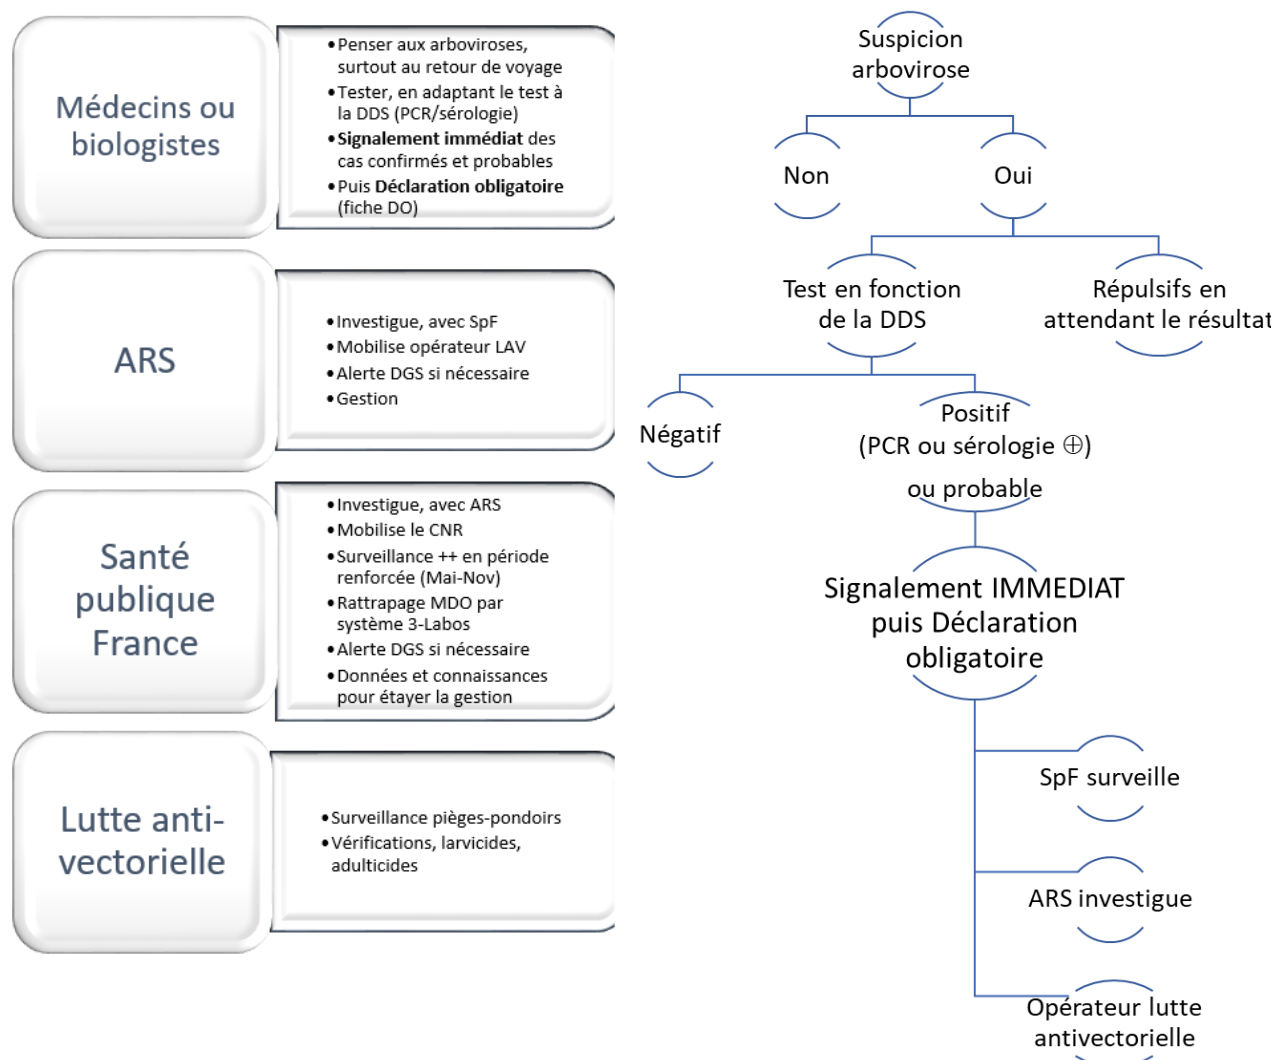 Médecins ou
biologistes
•Penser aux arboviroses,
surtout au retour de voyage
•Tester, en adaptant le test à
la DDS (PCR/sérologie)
•Signalement immédiat des
cas confirmés et probables
•Puis Déclaration obligatoire
(fiche DO)
ARS
•Investigue, avec SpF
•Mobilise opérateur LAV
•Alerte DGS si nécessaire
•Gestion
Santé
publique
France
•Investigue, avec ARS
•Mobilise le CNR
•Surveillance ++ en période
renforcée (Mai-Nov)
•Rattrapage MDO par
système 3-Labos
•Alerte DGS si nécessaire
•Données et connaissances
pour étayer la gestion
Lutte anti-
vectorielle
•Surveillance pièges-pondoirs
•Vérifications, larvicides,
adulticides
Suspicion
arbovirose
Non
Oui
Test en fonction
de la DDS
Répulsifs en
attendant le résultat
Négatif
Positif
(PCR ou sérologie ⊕)
ou probable
Signalement IMMEDIAT
puis Déclaration
obligatoire
SpF surveille
ARS investigue
Opérateur lutte
antivectorielle